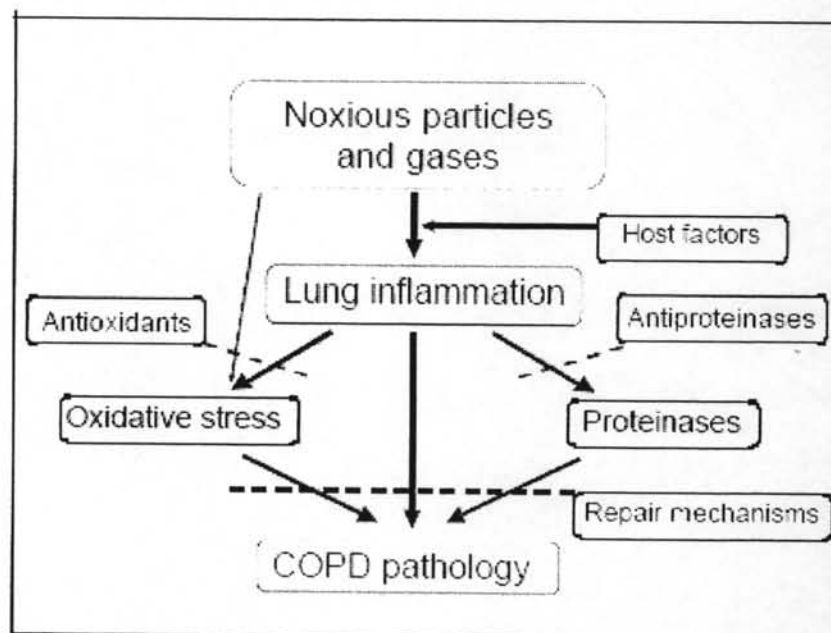 Noxious particles
and gases
Host factors
Lung inflammation
Antioxidants
Antiproteinases
Oxidative stress
Proteinases
Repair mechanisms
COPD pathology